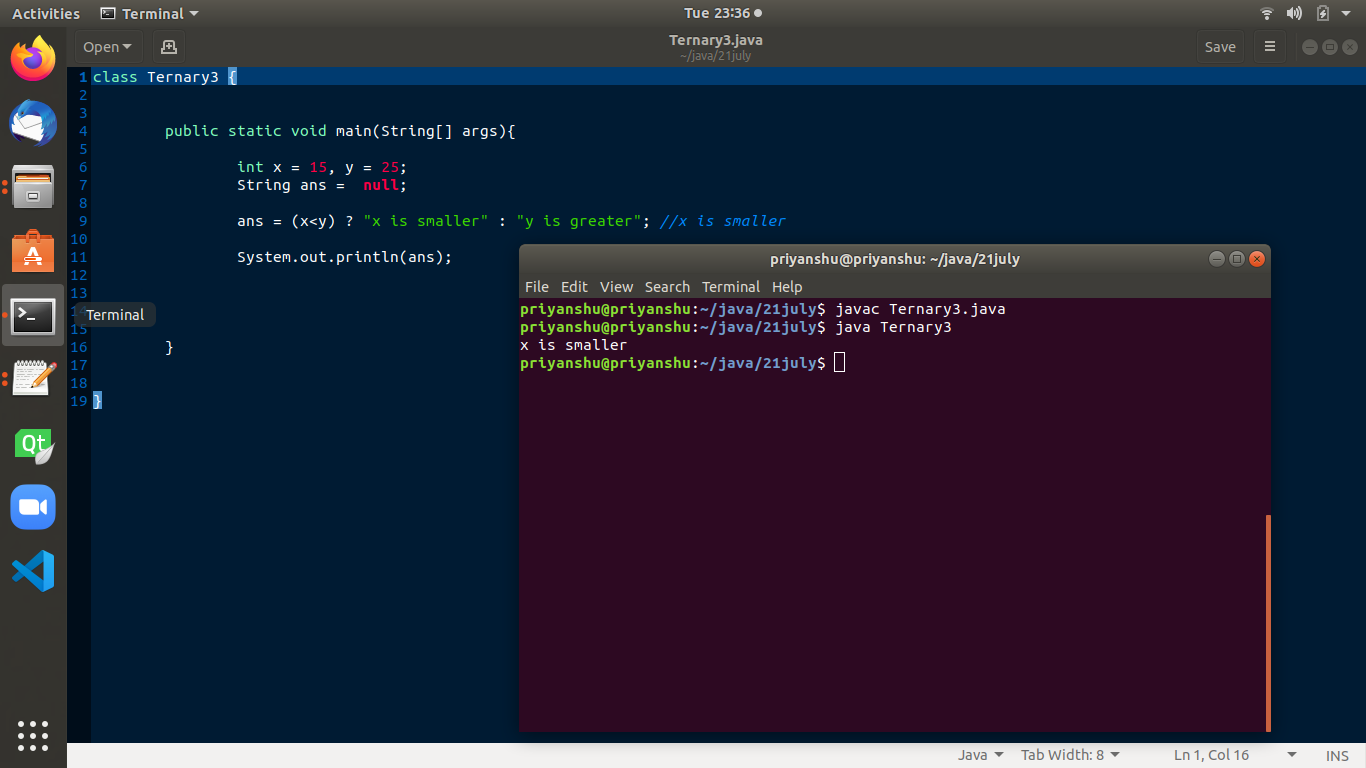 Activities Terminal Tue 23:36
Open Ternary3.java Save
~/java/21july
1 class Ternary3 {
2
3
4 public static void main(String[] args){
5
6 int x = 15, y = 25;
7 String ans =  null;
8
9 ans = (x<y) ? "x is smaller" : "y is greater"; //x is smaller
10
11 System.out.println(ans);
12
13
Terminal
15
16 }
17
18
19 }
priyanshu@priyanshu: ~/java/21july
File Edit View Search Terminal Help
priyanshu@priyanshu:~/java/21july$ javac Ternary3.java
priyanshu@priyanshu:~/java/21july$ java Ternary3
x is smaller
priyanshu@priyanshu:~/java/21july$
Qt
Java Tab Width: 8 Ln 1, Col 16 INS